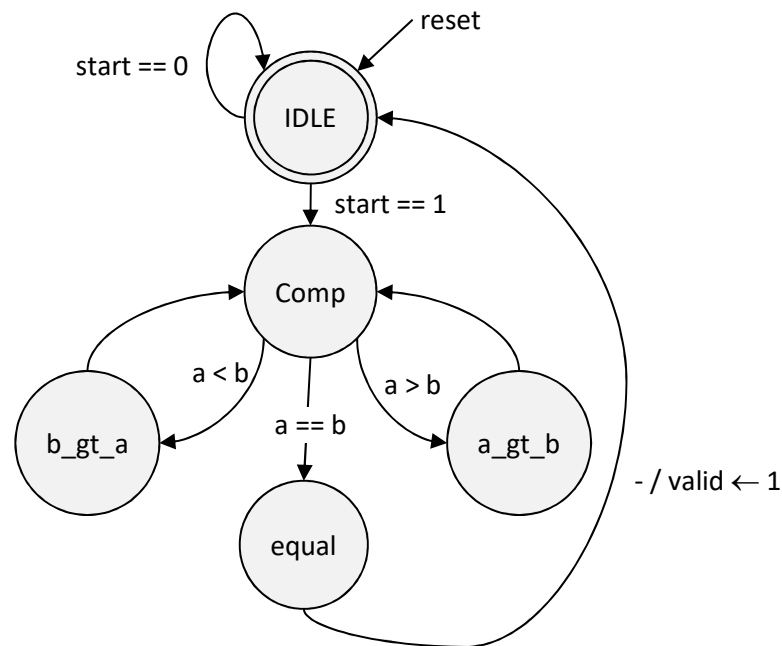 reset
start == 0
IDLE
start == 1
Comp
a < b
a > b
b_gt_a
a == b
a_gt_b
- / valid ← 1
equal